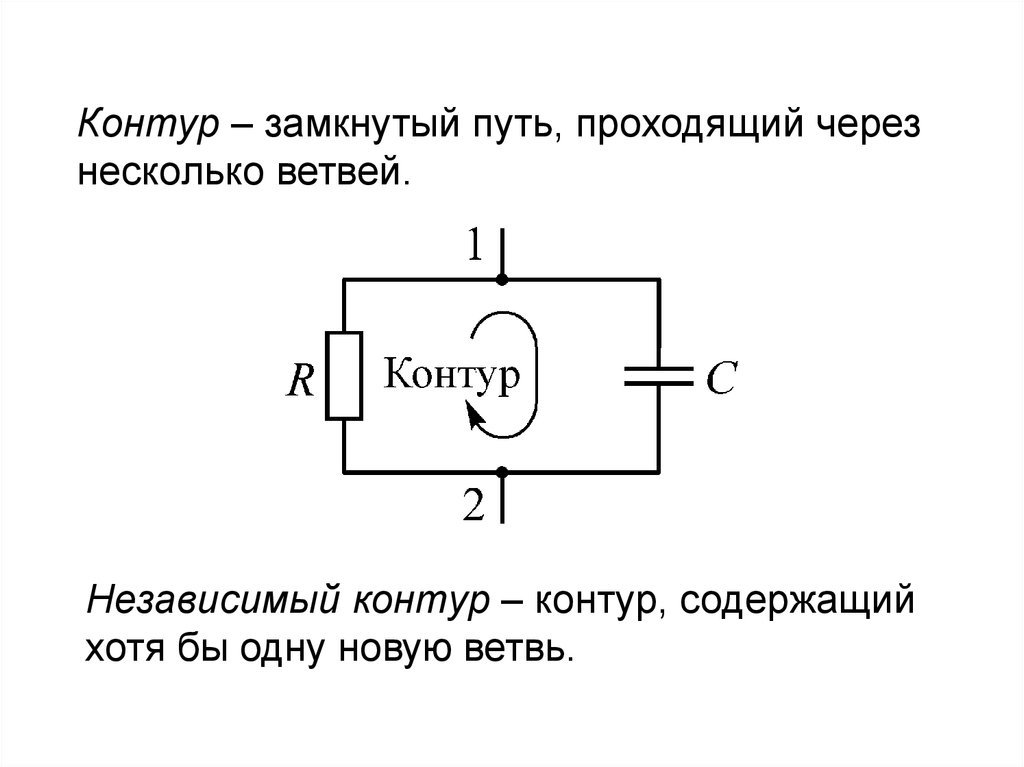 Контур – замкнутый путь, проходящий через
несколько ветвей.
1
R
Контур
C
2
Независимый контур – контур, содержащий
хотя бы одну новую ветвь.